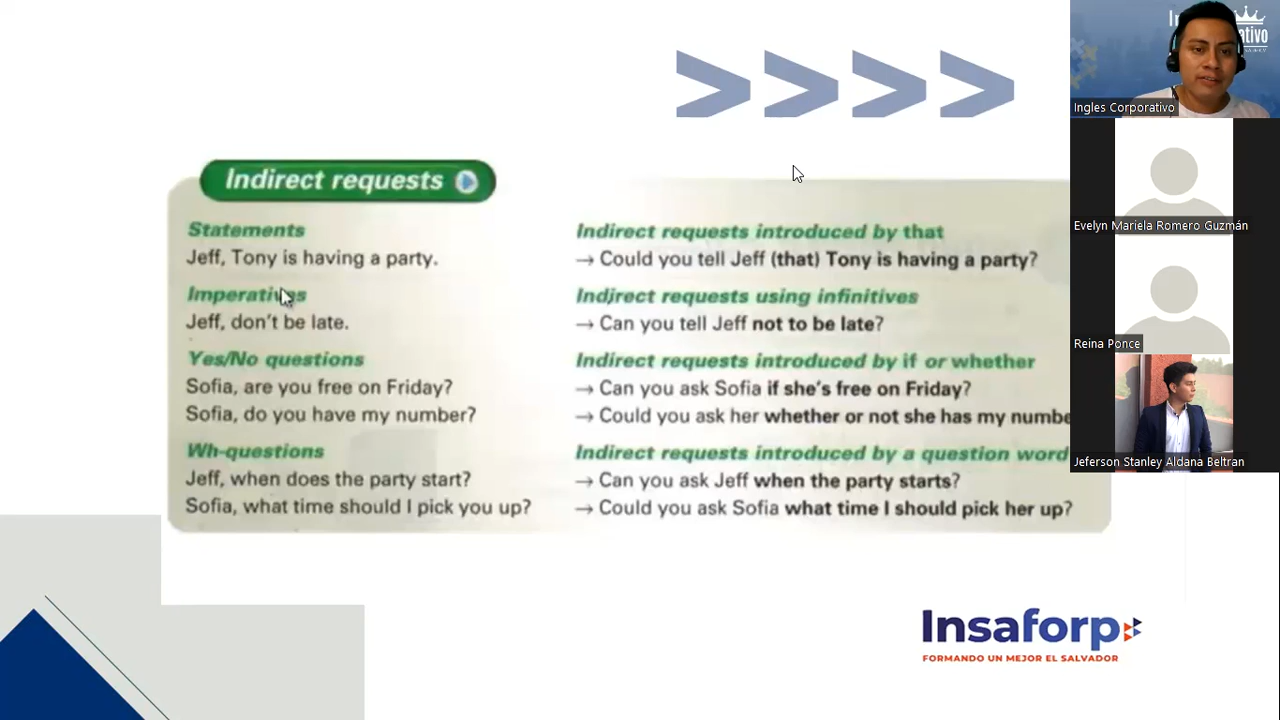 Indirect requests
Statements
Jeff, Tony is having a party.
Imperatives
Jeff, don't be late.
Yes/No questions
Sofia, are you free on Friday?
Sofia, do you have my number?
Wh-questions
Jeff, when does the party start?
Sofia, what time should I pick you up?
Indirect requests introduced by that
→ Could you tell Jeff (that) Tony is having a party?
Indirect requests using infinitives
→ Can you tell Jeff not to be late?
Indirect requests introduced by if or whether
→ Can you ask Sofia if she's free on Friday?
→ Could you ask her whether or not she has my numbe
Indirect requests introduced by a question word
→ Can you ask Jeff when the party starts?
→ Could you ask Sofia what time I should pick her up?
Insaforp
FORMANDO UN MEJOR EL SALVADOR
Ingles Corporativo
Evelyn Mariela Romero Guzmán
Reina Ponce
Jeferson Stanley Aldana Beltran